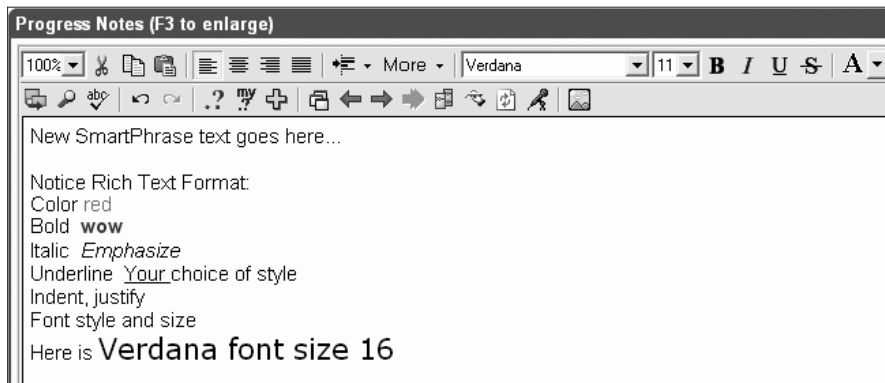 Progress Notes (F3 to enlarge)
100% More Verdana 11 B I U S A
abc .? my ?
New SmartPhrase text goes here...
Notice Rich Text Format:
Color red
Bold wow
Italic Emphasize
Underline Your choice of style
Indent, justify
Font style and size
Here is Verdana font size 16